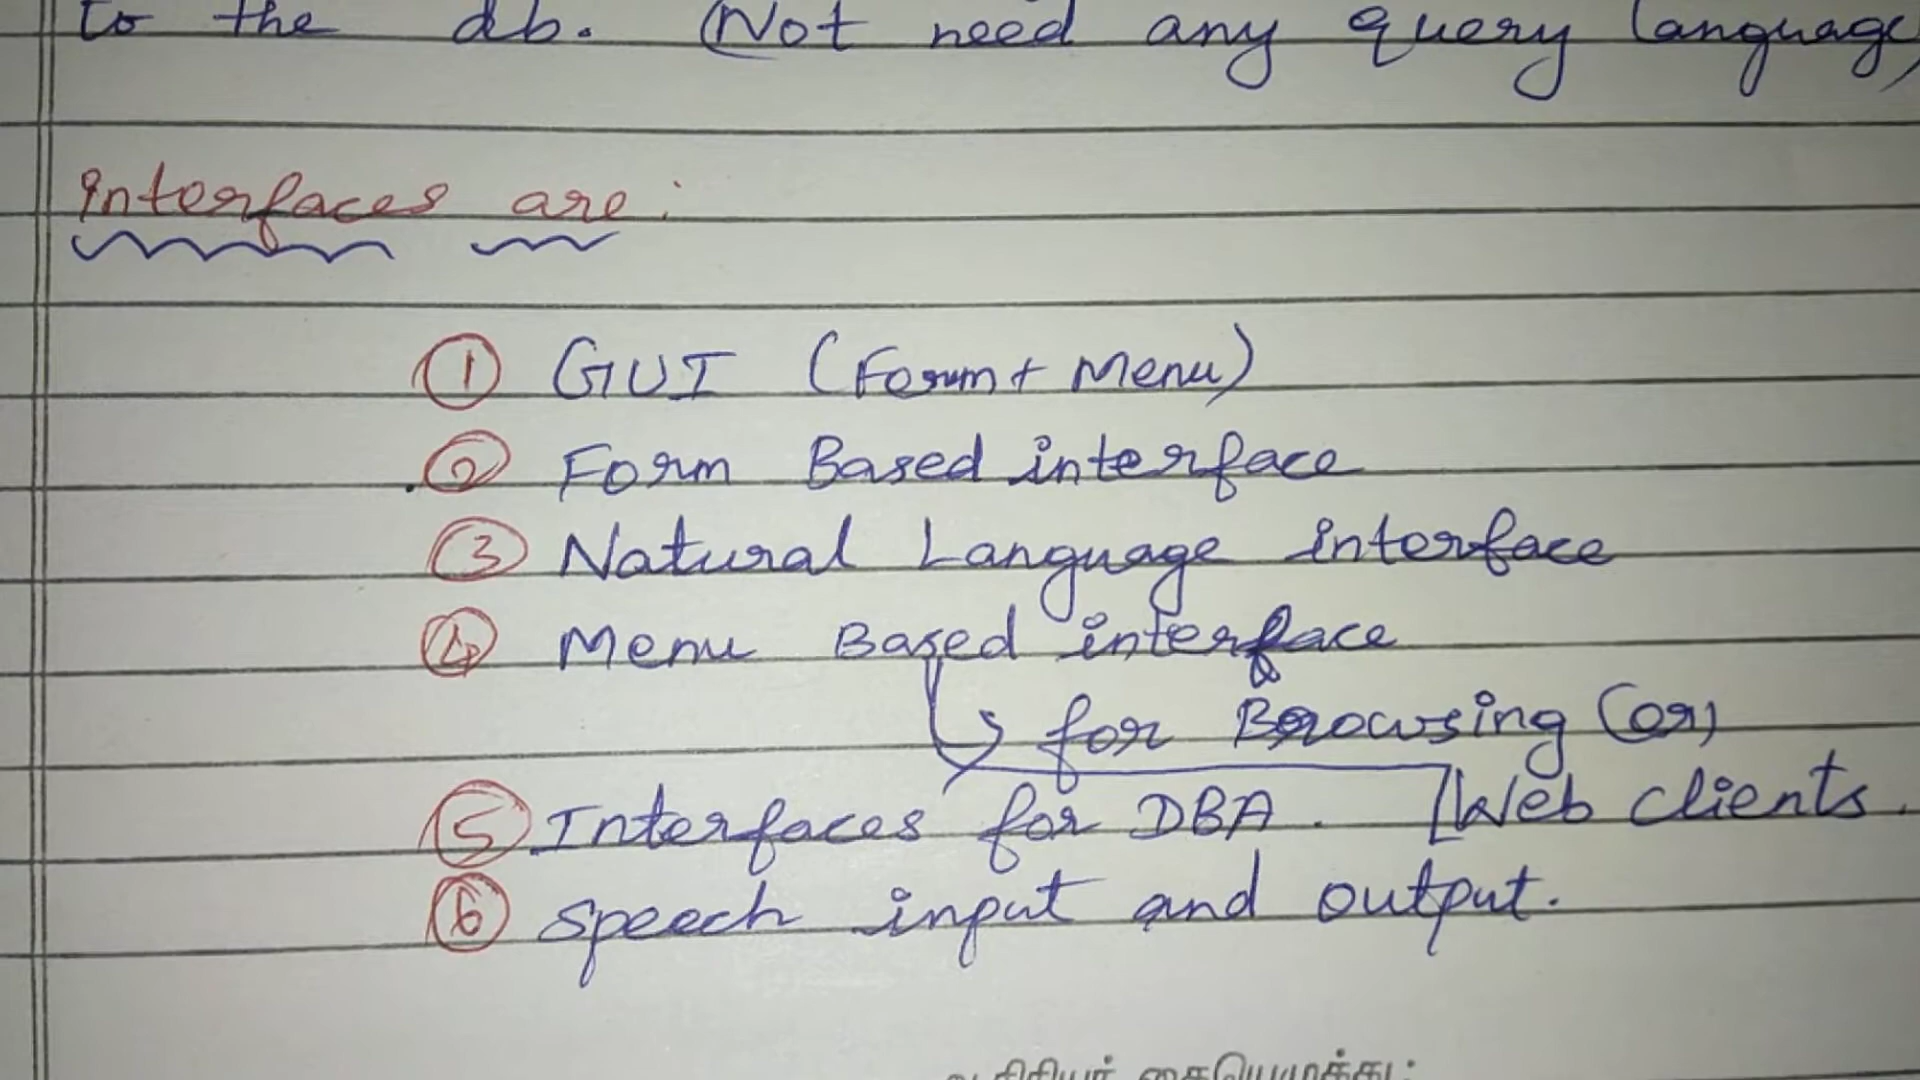 to the db. (Not need any query language)
Interfaces are:
① GUI (Form + Menu)
② Form Based interface
③ Natural Language interface
④ Menu Based interface
↳ for Browsing (or)
Web clients.
⑤ Interfaces for DBA.
⑥ speech input and output.